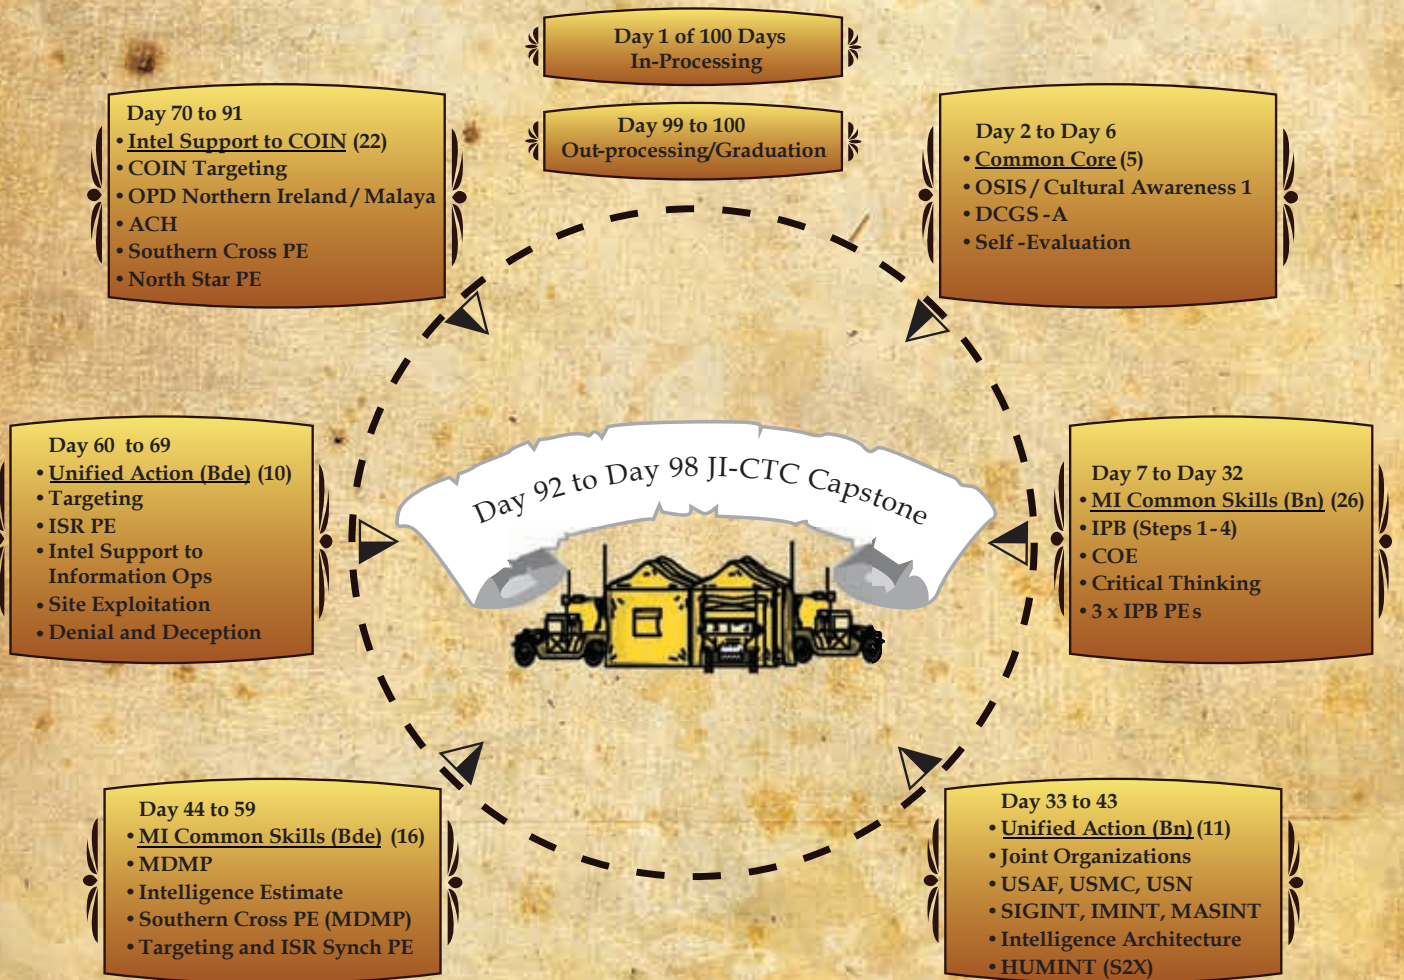 Day 1 of 100 Days
In-Processing
Day 99 to 100
Out-processing/Graduation
Day 2 to Day 6
• Common Core (5)
• OSIS / Cultural Awareness 1
• DCGS -A
• Self -Evaluation
Day 7 to Day 32
• MI Common Skills (Bn) (26)
• IPB (Steps 1-4)
• COE
• Critical Thinking
• 3 x IPB PEs
Day 33 to 43
• Unified Action (Bn) (11)
• Joint Organizations
• USAF, USMC, USN
• SIGINT, IMINT, MASINT
• Intelligence Architecture
• HUMINT (S2X)
Day 44 to 59
• MI Common Skills (Bde) (16)
• MDMP
• Intelligence Estimate
• Southern Cross PE (MDMP)
• Targeting and ISR Synch PE
Day 60 to 69
• Unified Action (Bde) (10)
• Targeting
• ISR PE
• Intel Support to
Information Ops
• Site Exploitation
• Denial and Deception
Day 70 to 91
• Intel Support to COIN (22)
• COIN Targeting
• OPD Northern Ireland / Malaya
• ACH
• Southern Cross PE
• North Star PE
Day 92 to Day 98 JI-CTC Capstone